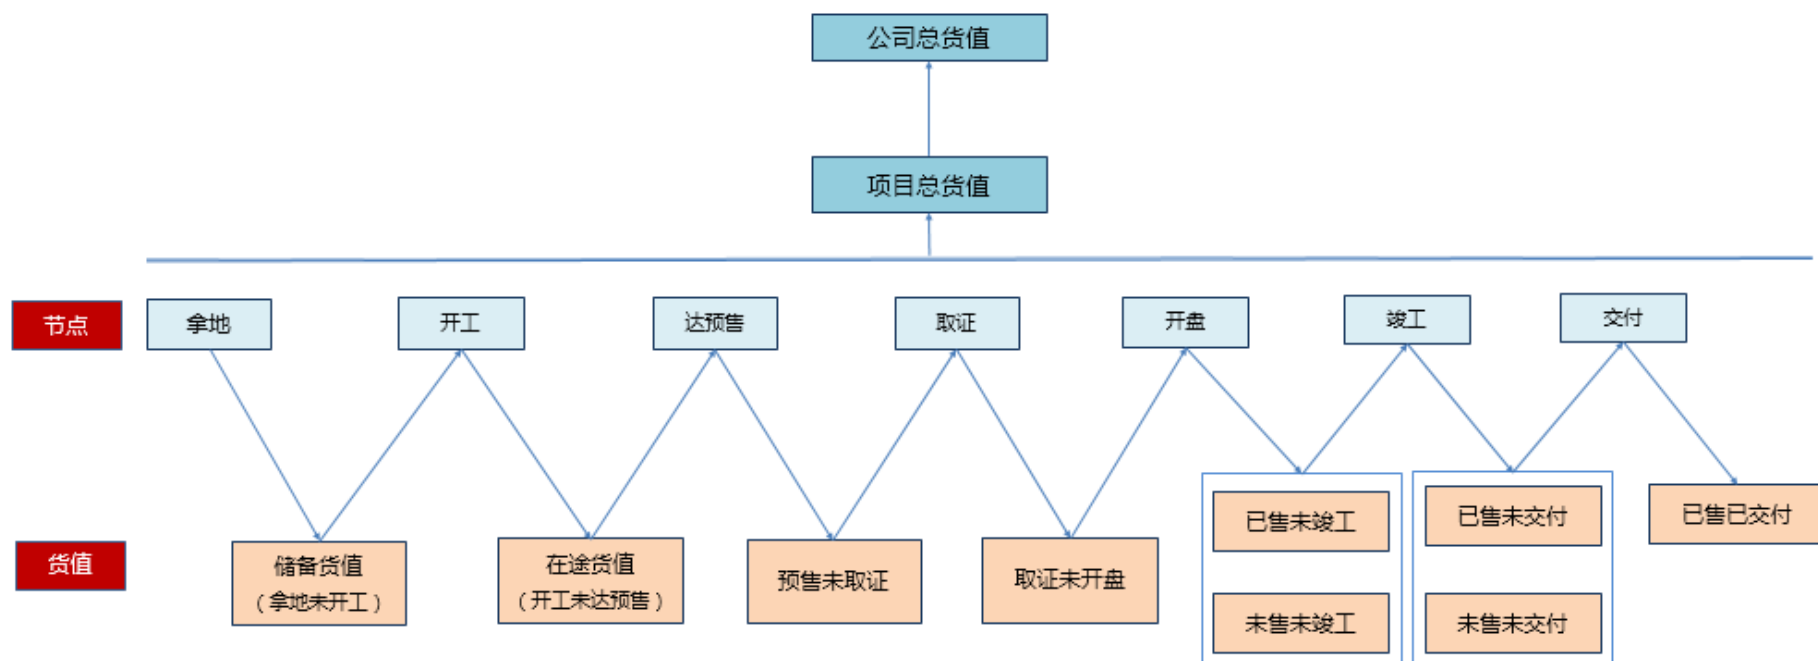 公司总货值
项目总货值
节点
拿地
开工
达预售
取证
开盘
竣工
交付
货值
储备货值
（拿地未开工）
在途货值
（开工未达预售）
预售未取证
取证未开盘
已售未竣工
未售未竣工
已售未交付
未售未交付
已售已交付